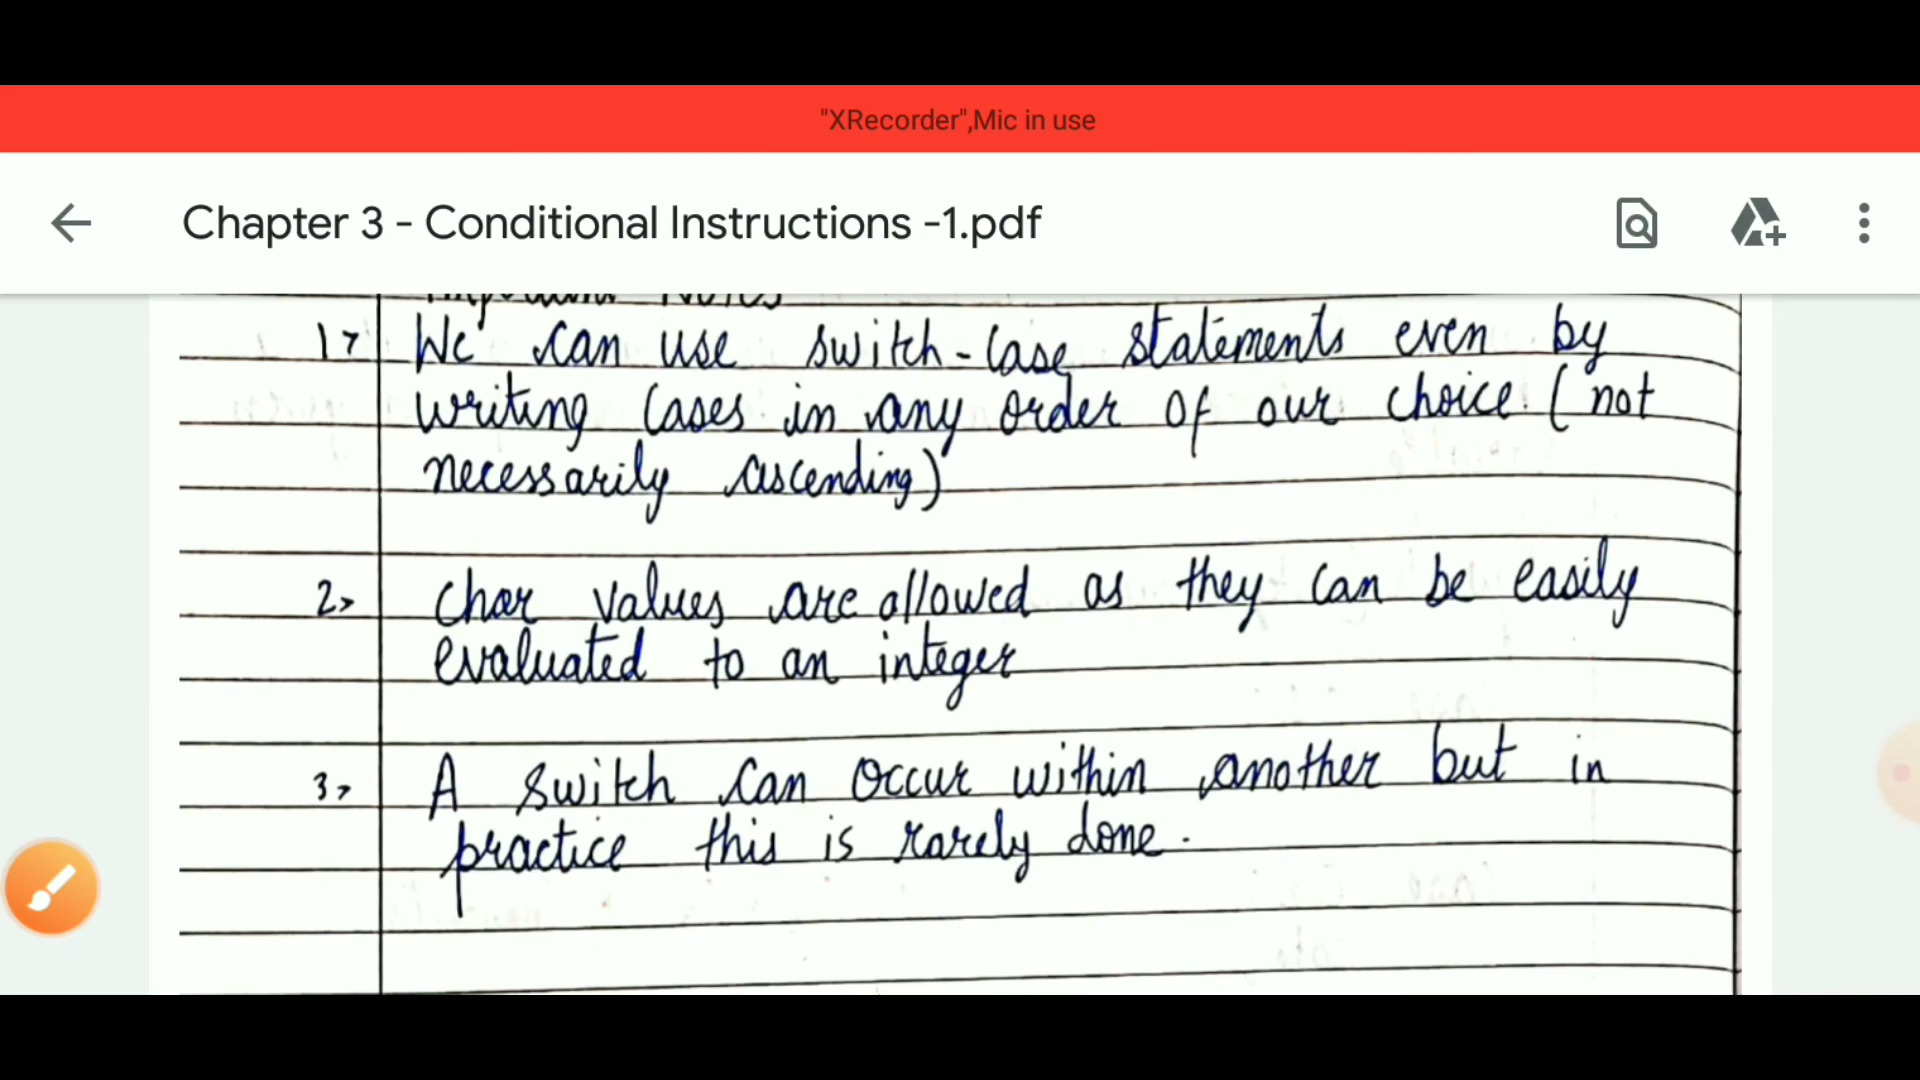 "XRecorder",Mic in use
Chapter 3 - Conditional Instructions -1.pdf
Important Notes
1> We can use switch-case statements even by
writing cases in any order of our choice. (not
necessarily ascending)
2> Char values are allowed as they can be easily
evaluated to an integer
3> A switch can occur within another but in
practice this is rarely done.